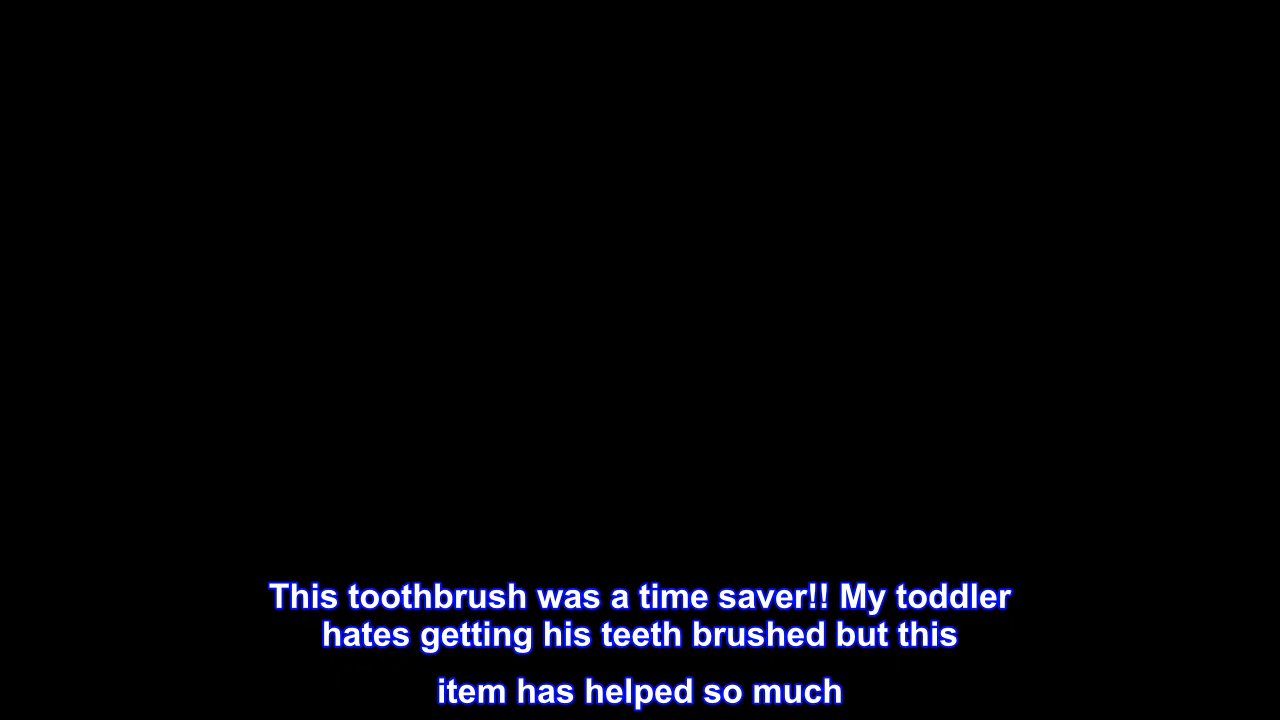 This toothbrush was a time saver!! My toddler
hates getting his teeth brushed but this
item has helped so much